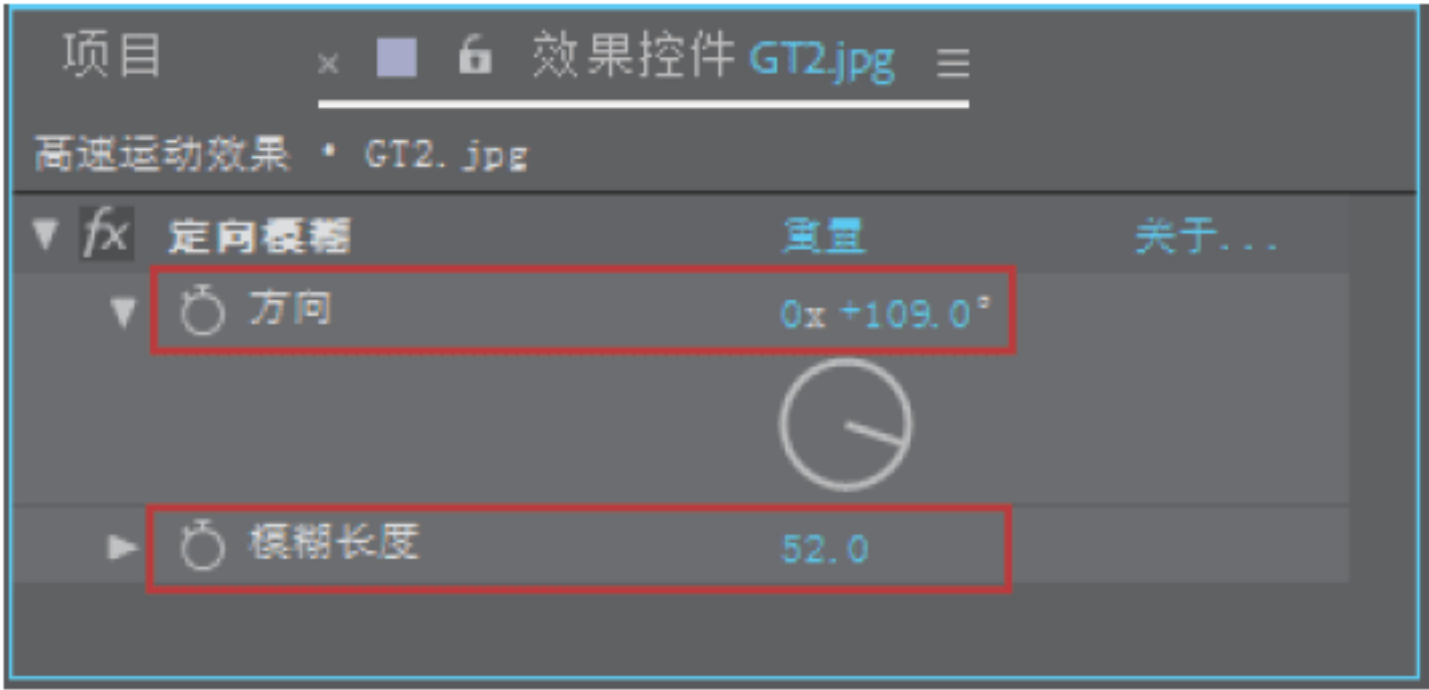 项目 × 效果控件 GT2.jpg ≡
高速运动效果 · GT2.jpg
fx 定向模糊 重置 关于...
方向 0x +109.0°
模糊长度 52.0